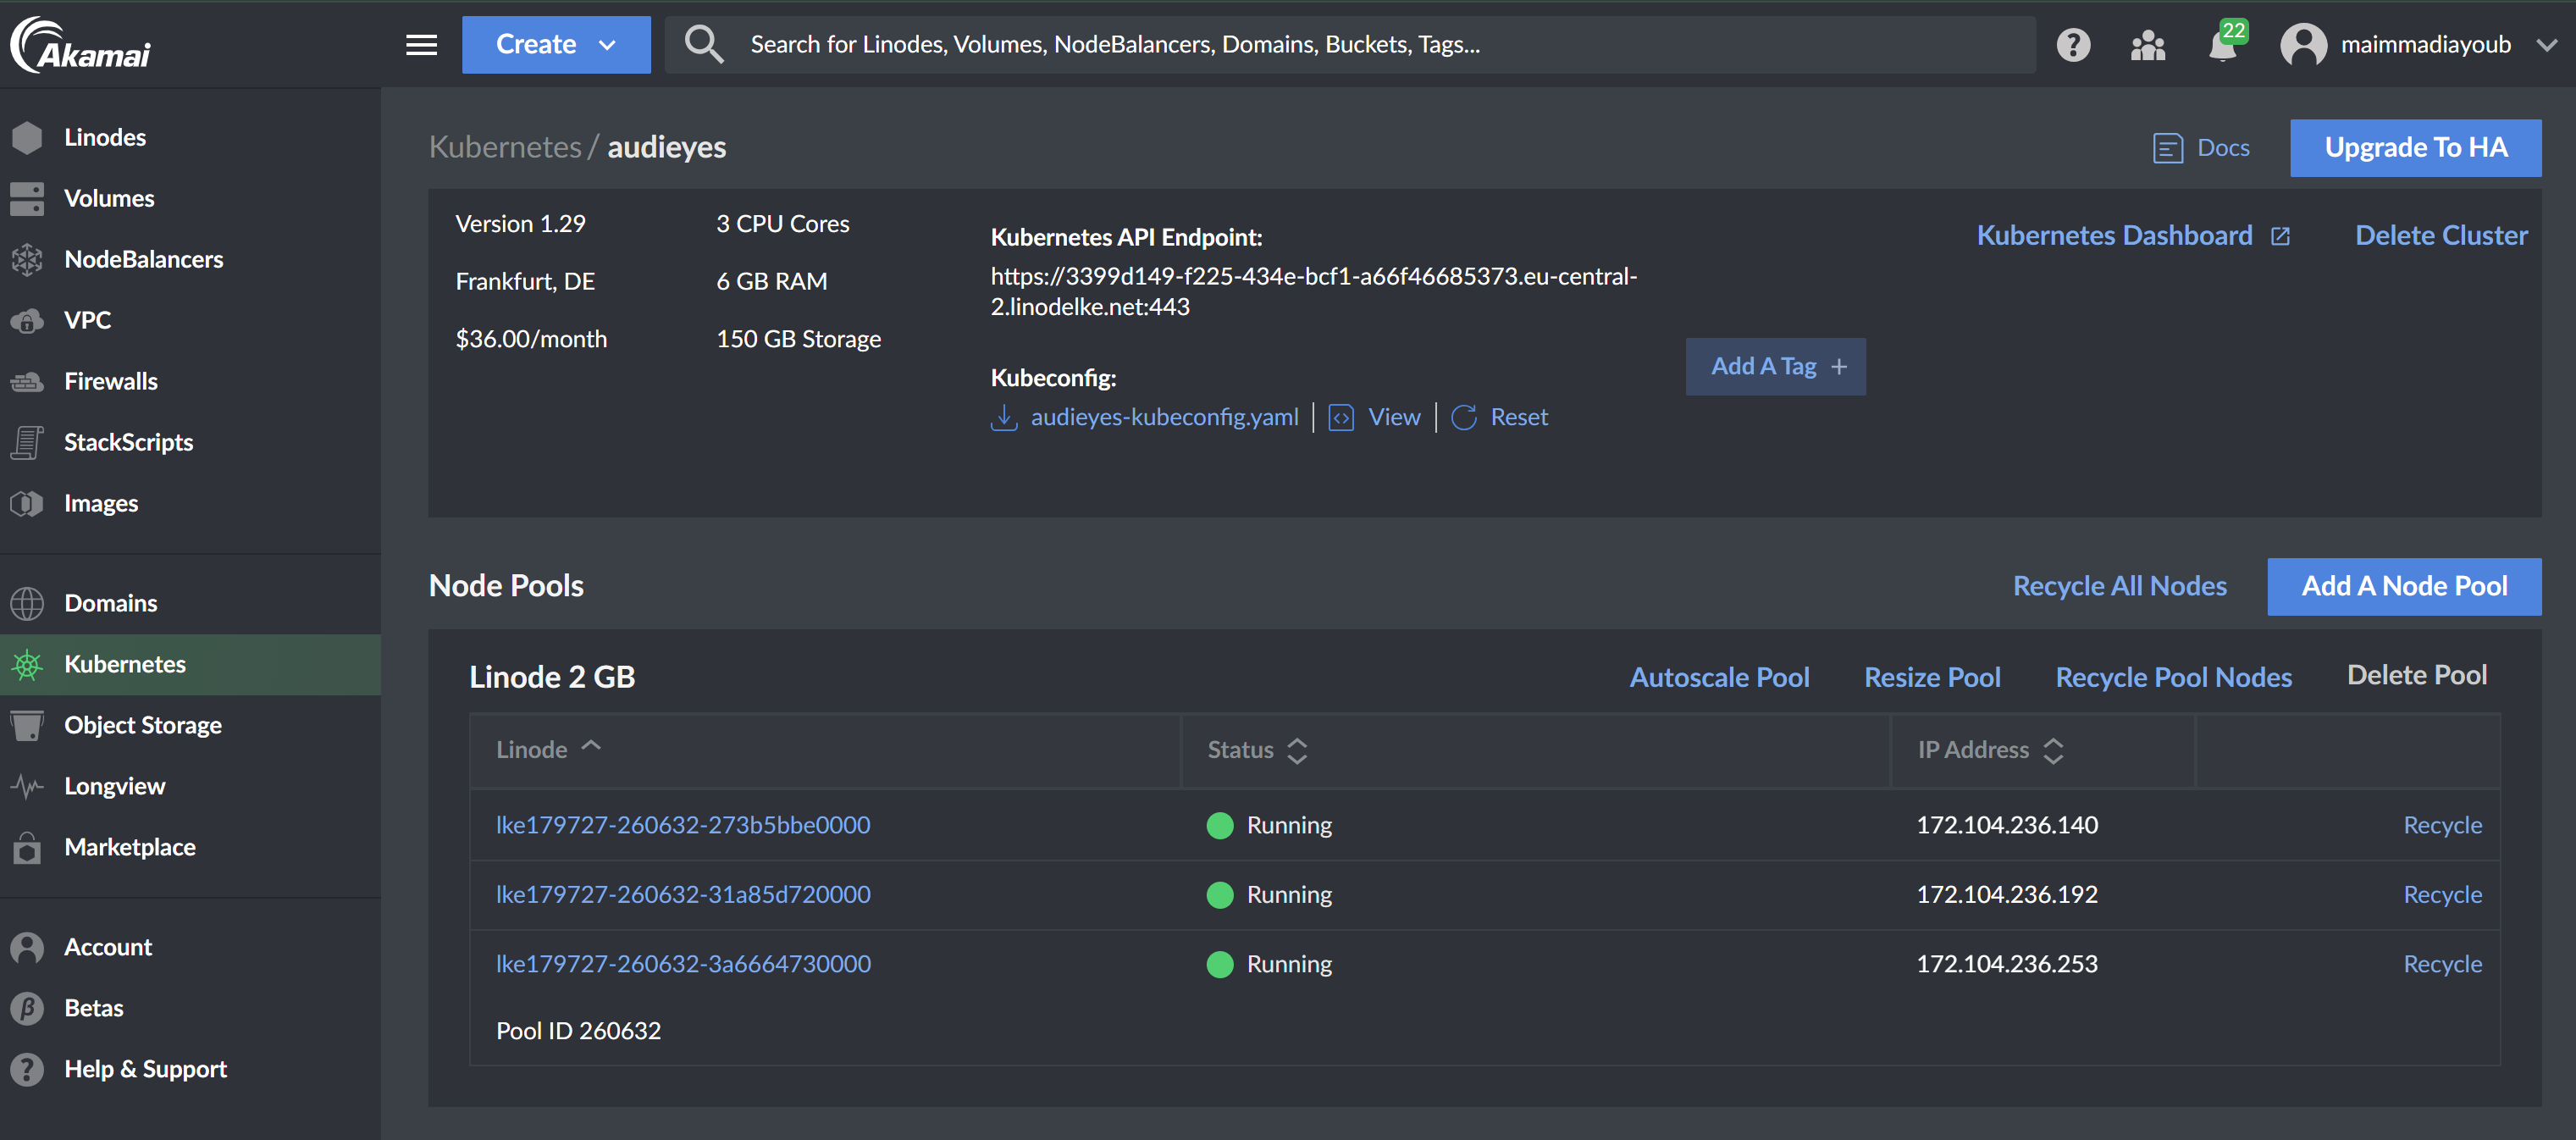 Akamai
Create
Search for Linodes, Volumes, NodeBalancers, Domains, Buckets, Tags...
?
22
maimmadiayoub
Linodes
Volumes
NodeBalancers
VPC
Firewalls
StackScripts
Images
Domains
Kubernetes
Object Storage
Longview
Marketplace
Account
β
Betas
?
Help & Support
Kubernetes / audieyes
Docs
Upgrade To HA
Version 1.29
Frankfurt, DE
$36.00/month
3 CPU Cores
6 GB RAM
150 GB Storage
Kubernetes API Endpoint:
https://3399d149-f225-434e-bcf1-a66f46685373.eu-central-
2.linodelke.net:443
Kubeconfig:
audieyes-kubeconfig.yaml | View | Reset
Add A Tag +
Kubernetes Dashboard
Delete Cluster
Node Pools
Recycle All Nodes
Add A Node Pool
Linode 2 GB
Autoscale Pool
Resize Pool
Recycle Pool Nodes
Delete Pool
Linode Status IP Address
lke179727-260632-273b5bbe0000 Running 172.104.236.140 Recycle
lke179727-260632-31a85d720000 Running 172.104.236.192 Recycle
lke179727-260632-3a6664730000 Running 172.104.236.253 Recycle
Pool ID 260632